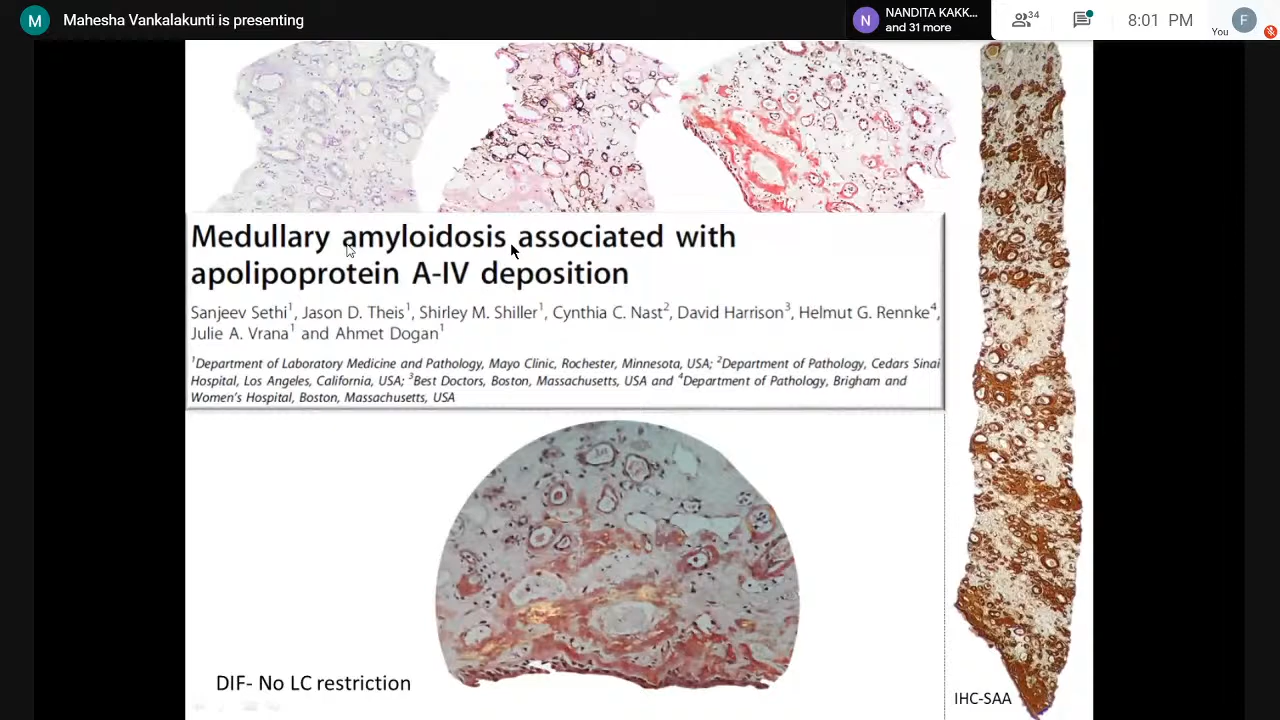 M
Mahesha Vankalakunti is presenting
N
NANDITA KAKK...
and 31 more
34
8:01 PM
You
F
Medullary amyloidosis associated with
apolipoprotein A-IV deposition
Sanjeev Sethi1, Jason D. Theis1, Shirley M. Shiller1, Cynthia C. Nast2, David Harrison3, Helmut G. Rennke4,
Julie A. Vrana1 and Ahmet Dogan1
1Department of Laboratory Medicine and Pathology, Mayo Clinic, Rochester, Minnesota, USA; 2Department of Pathology, Cedars Sinai
Hospital, Los Angeles, California, USA; 3Best Doctors, Boston, Massachusetts, USA and 4Department of Pathology, Brigham and
Women's Hospital, Boston, Massachusetts, USA
DIF- No LC restriction
IHC-SAA